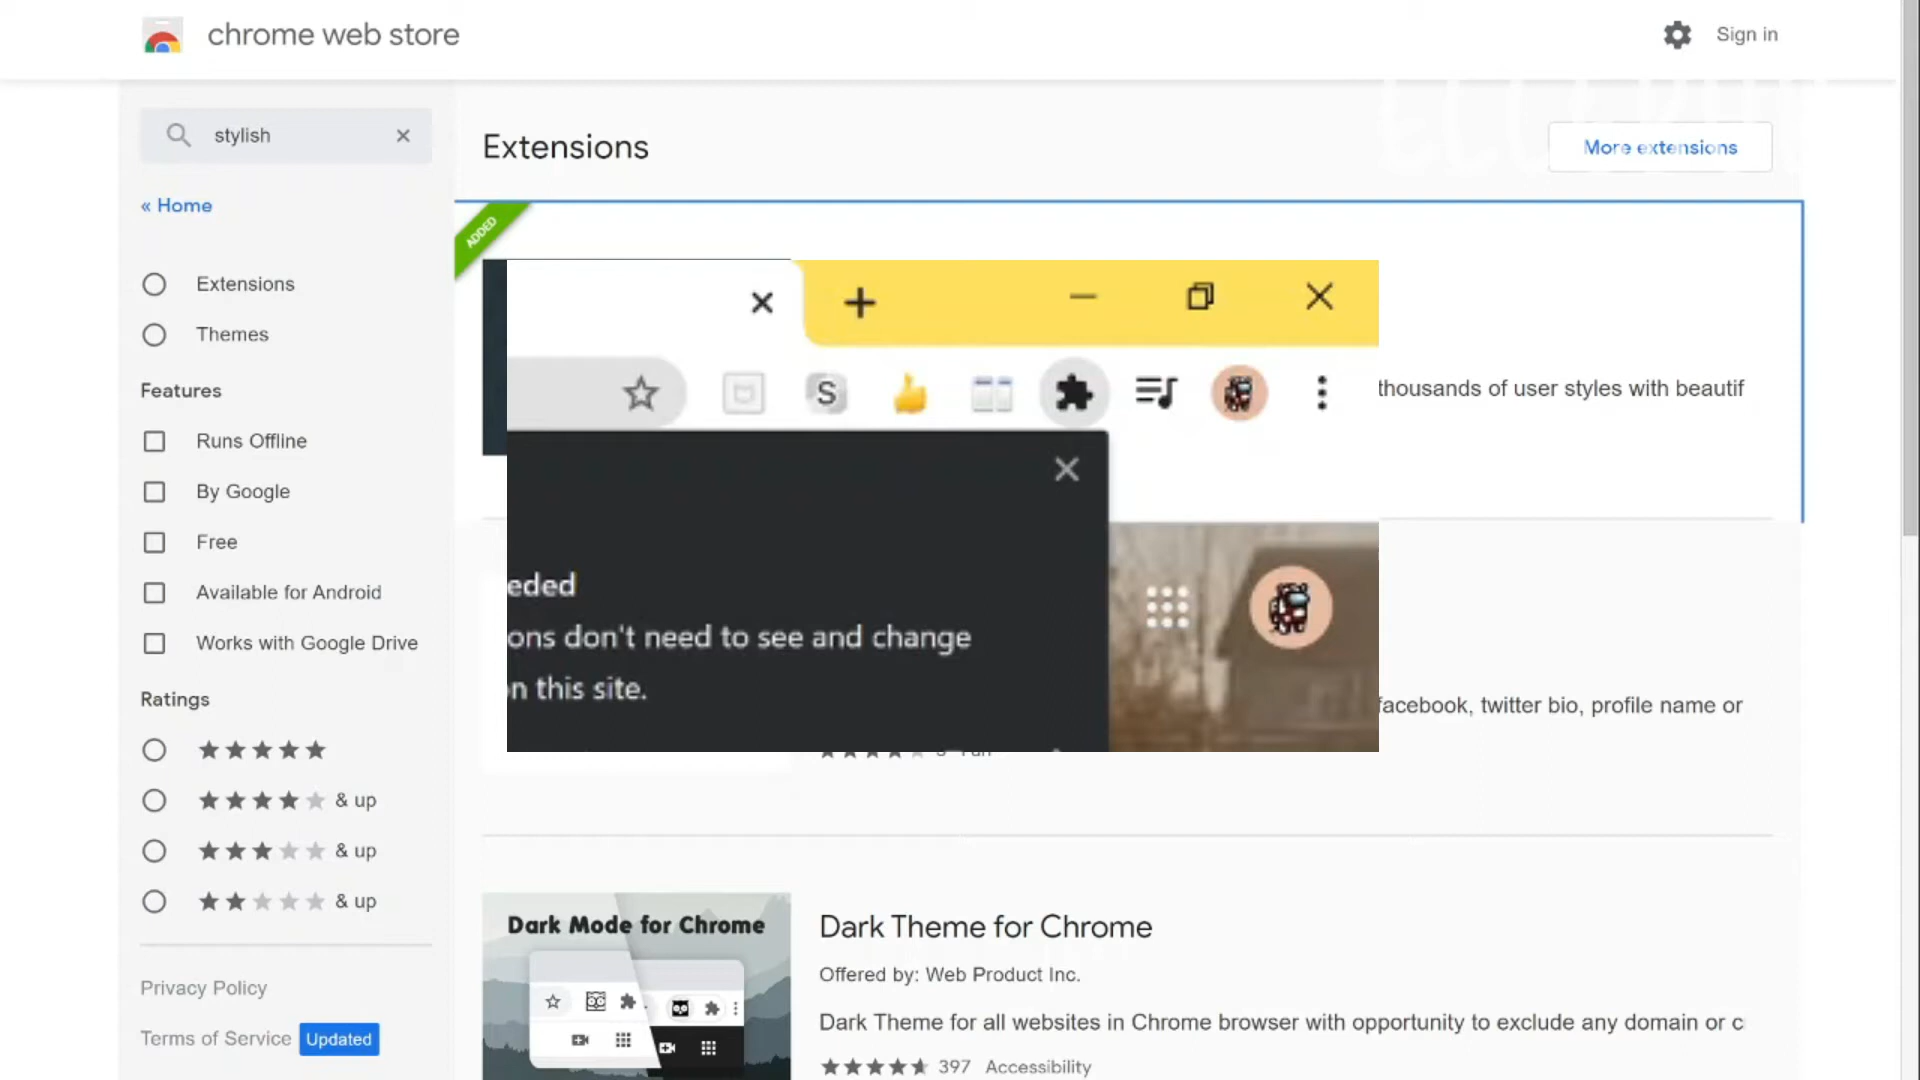 chrome web store
Sign in
stylish
« Home
Extensions
Themes
Features
Runs Offline
By Google
Free
Available for Android
Works with Google Drive
Ratings
& up
& up
& up
Privacy Policy
Terms of Service Updated
Extensions
More extensions
ADDED
S
thousands of user styles with beautif
eded
ons don't need to see and change
n this site.
facebook, twitter bio, profile name or
Dark Mode for Chrome
Dark Theme for Chrome
Offered by: Web Product Inc.
Dark Theme for all websites in Chrome browser with opportunity to exclude any domain or c
397 Accessibility